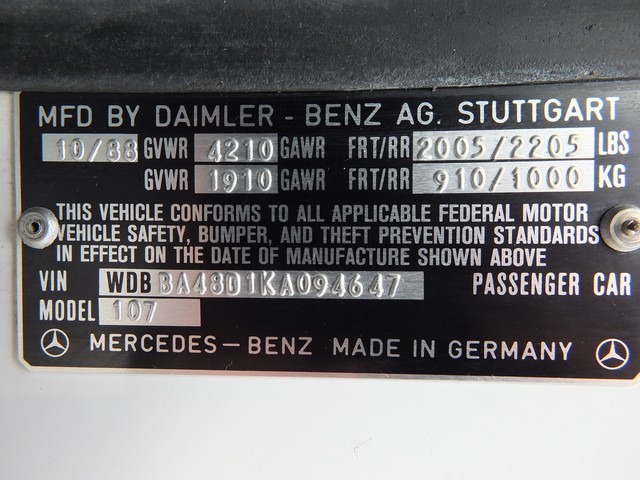 MFD BY DAIMLER - BENZ AG. STUTTGART
10/88 GVWR 4210 GAWR FRT/RR 2005/2205 LBS
GVWR 1910 GAWR FRT/RR 910/1000 KG
THIS VEHICLE CONFORMS TO ALL APPLICABLE FEDERAL MOTOR
VEHICLE SAFETY, BUMPER, AND THEFT PREVENTION STANDARDS
IN EFFECT ON THE DATE OF MANUFACTURE SHOWN ABOVE
VIN WDB BA48D1KA094647 PASSENGER CAR
MODEL 107
MERCEDES-BENZ MADE IN GERMANY